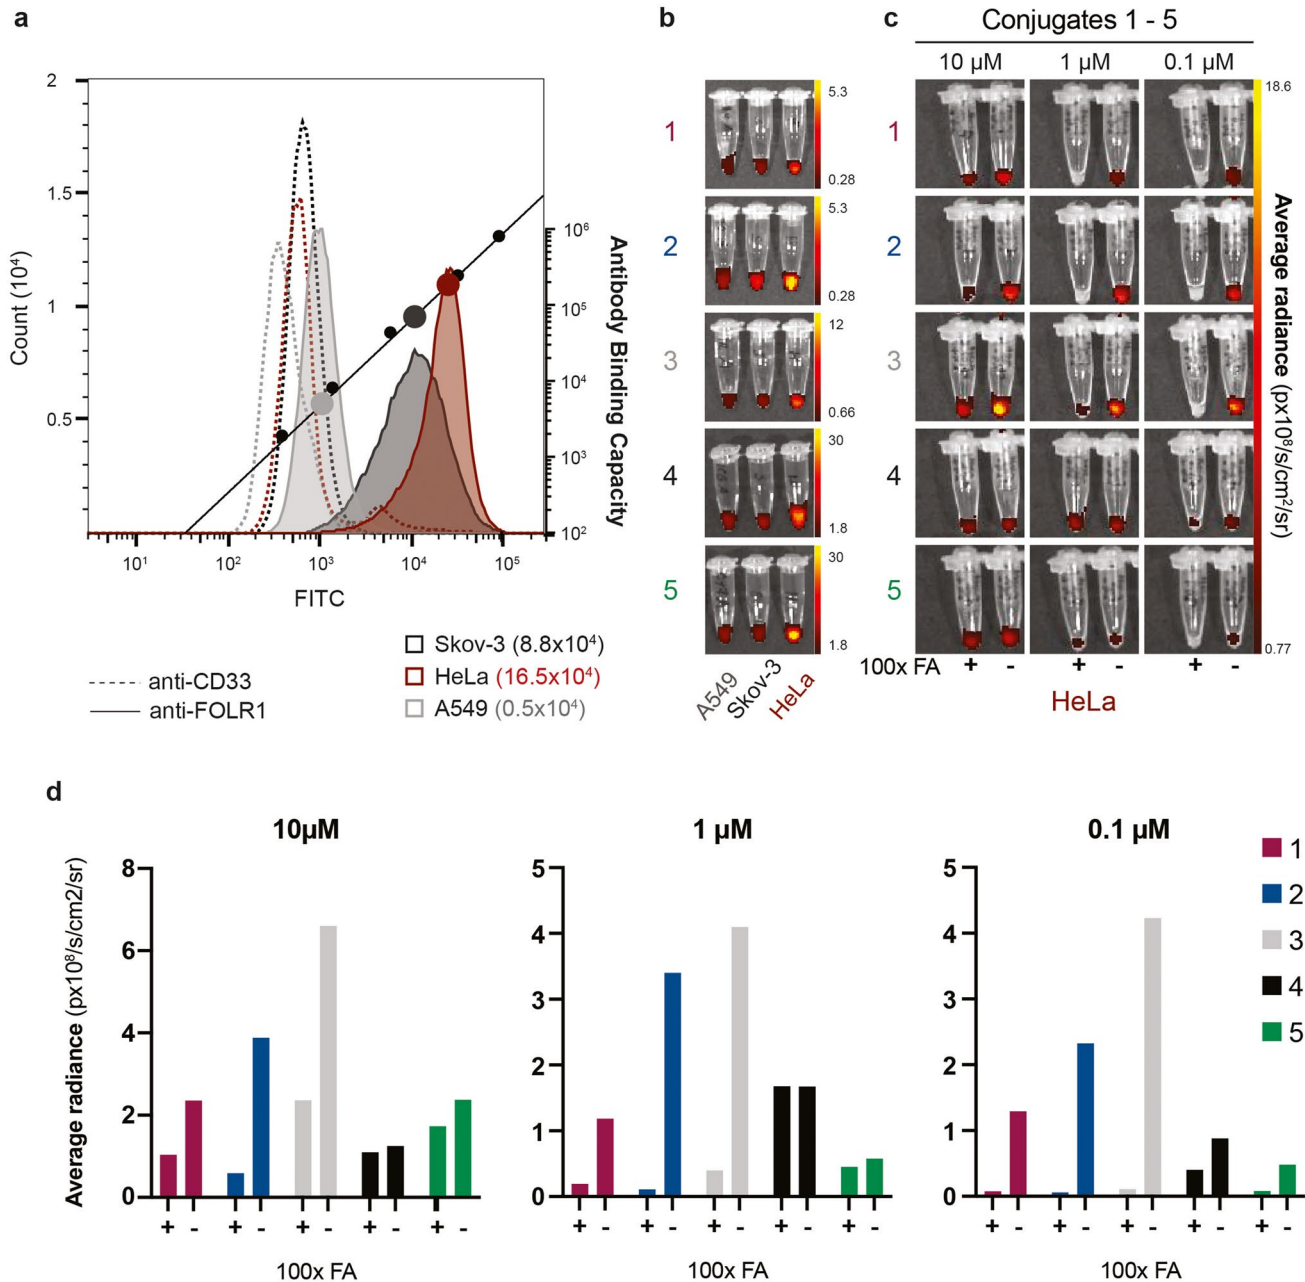 a
2
1.5
1
0.5
Count (10⁴)
10⁶
10⁵
10⁴
10³
10²
Antibody Binding Capacity
10¹
10²
10³
10⁴
10⁵
FITC
anti-CD33
anti-FOLR1
Skov-3 (8.8x10⁴)
HeLa (16.5x10⁴)
A549 (0.5x10⁴)
b
1
5.3
0.28
2
5.3
0.28
3
12
0.66
4
30
1.8
5
30
1.8
A549
Skov-3
HeLa
c
Conjugates 1 - 5
10 µM 1 µM 0.1 µM
1
2
3
4
5
18.6
Average radiance (px10⁸/s/cm²/sr)
0.77
100x FA + - + - + -
HeLa
d
10µM
Average radiance (px10⁸/s/cm2/sr)
8
6
4
2
0
+ - + - + - + - + -
100x FA
1 µM
5
4
3
2
1
0
+ - + - + - + - + -
100x FA
0.1 µM
5
4
3
2
1
0
+ - + - + - + - + -
100x FA
1
2
3
4
5